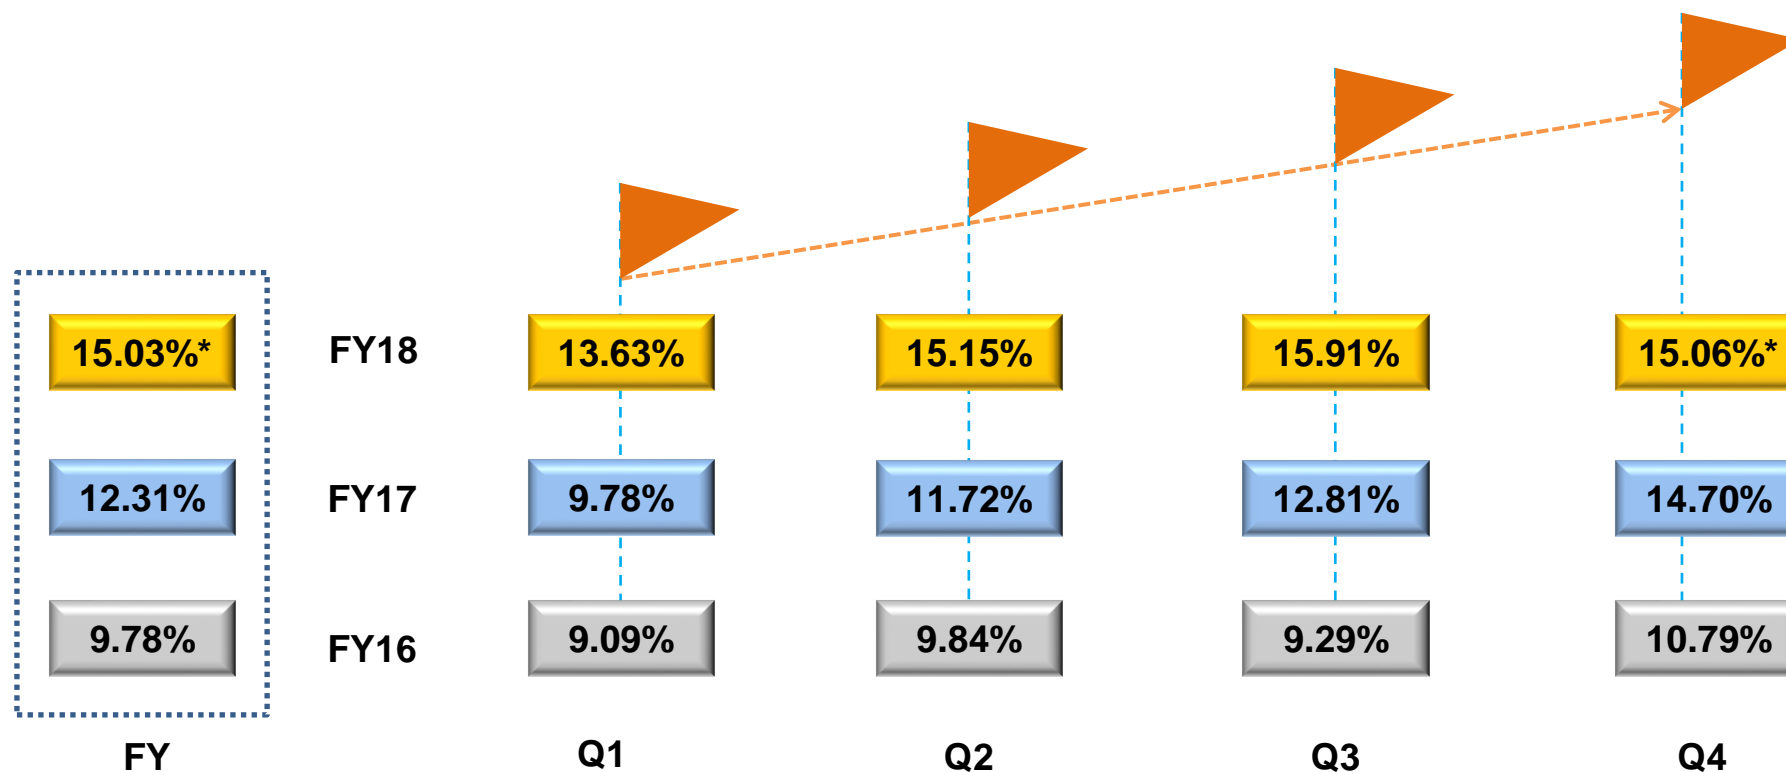 15.03%* FY18 13.63% 15.15% 15.91% 15.06%*
12.31% FY17 9.78% 11.72% 12.81% 14.70%
9.78% FY16 9.09% 9.84% 9.29% 10.79%
FY Q1 Q2 Q3 Q4